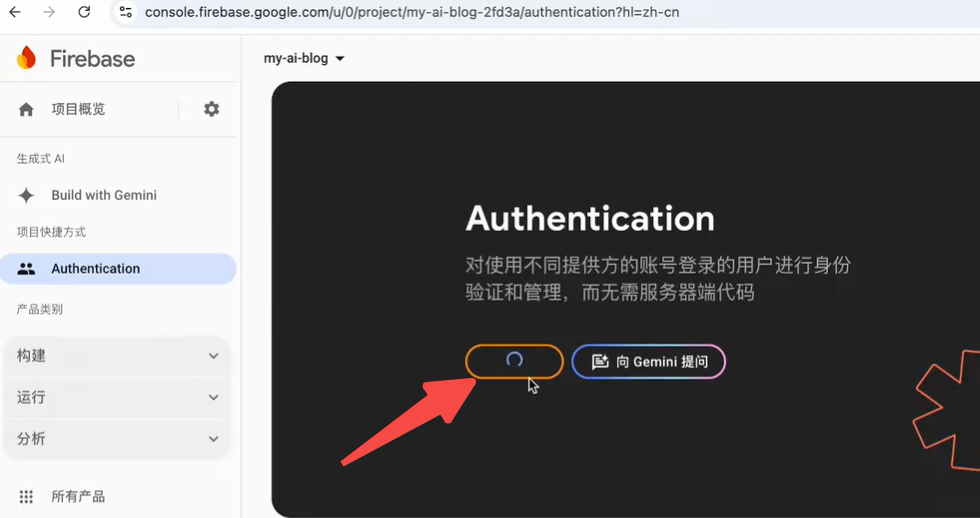 console.firebase.google.com/u/0/project/my-ai-blog-2fd3a/authentication?hl=zh-cn
Firebase
my-ai-blog
项目概览
生成式 AI
Build with Gemini
项目快捷方式
Authentication
产品类别
构建
运行
分析
所有产品
Authentication
对使用不同提供方的账号登录的用户进行身份
验证和管理，而无需服务器端代码
向 Gemini 提问